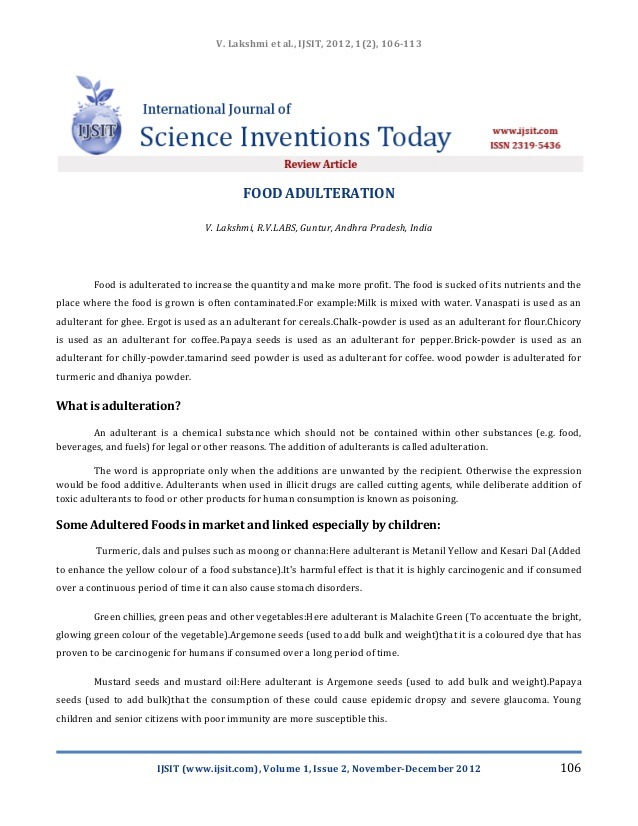 V. Lakshmi et al., IJSIT, 2012, 1(2), 106-113
IJSIT
International Journal of
Science Inventions Today
www.ijsit.com
ISSN 2319-5436
Review Article
FOOD ADULTERATION
V. Lakshmi, R.V.LABS, Guntur, Andhra Pradesh, India
Food is adulterated to increase the quantity and make more profit. The food is sucked of its nutrients and the
place where the food is grown is often contaminated.For example:Milk is mixed with water. Vanaspati is used as an
adulterant for ghee. Ergot is used as an adulterant for cereals.Chalk-powder is used as an adulterant for flour.Chicory
is used as an adulterant for coffee.Papaya seeds is used as an adulterant for pepper.Brick-powder is used as an
adulterant for chilly-powder.tamarind seed powder is used as adulterant for coffee. wood powder is adulterated for
turmeric and dhaniya powder.
What is adulteration?
An adulterant is a chemical substance which should not be contained within other substances (e.g. food,
beverages, and fuels) for legal or other reasons. The addition of adulterants is called adulteration.
The word is appropriate only when the additions are unwanted by the recipient. Otherwise the expression
would be food additive. Adulterants when used in illicit drugs are called cutting agents, while deliberate addition of
toxic adulterants to food or other products for human consumption is known as poisoning.
Some Adultered Foods in market and linked especially by children:
Turmeric, dals and pulses such as moong or channa:Here adulterant is Metanil Yellow and Kesari Dal (Added
to enhance the yellow colour of a food substance).It's harmful effect is that it is highly carcinogenic and if consumed
over a continuous period of time it can also cause stomach disorders.
Green chillies, green peas and other vegetables:Here adulterant is Malachite Green (To accentuate the bright,
glowing green colour of the vegetable).Argemone seeds (used to add bulk and weight)that it is a coloured dye that has
proven to be carcinogenic for humans if consumed over a long period of time.
Mustard seeds and mustard oil:Here adulterant is Argemone seeds (used to add bulk and weight).Papaya
seeds (used to add bulk)that the consumption of these could cause epidemic dropsy and severe glaucoma. Young
children and senior citizens with poor immunity are more susceptible this.
IJSIT (www.ijsit.com), Volume 1, Issue 2, November-December 2012
106